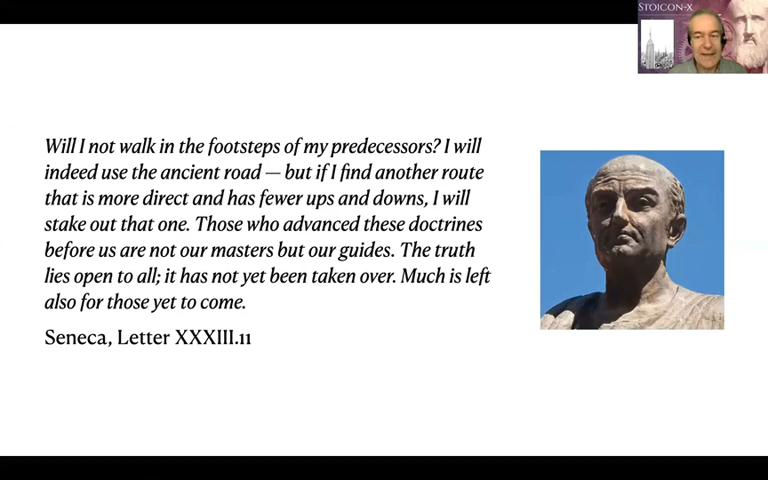 STOICON-X
Will I not walk in the footsteps of my predecessors? I will
indeed use the ancient road — but if I find another route
that is more direct and has fewer ups and downs, I will
stake out that one. Those who advanced these doctrines
before us are not our masters but our guides. The truth
lies open to all; it has not yet been taken over. Much is left
also for those yet to come.
Seneca, Letter XXXIII.11